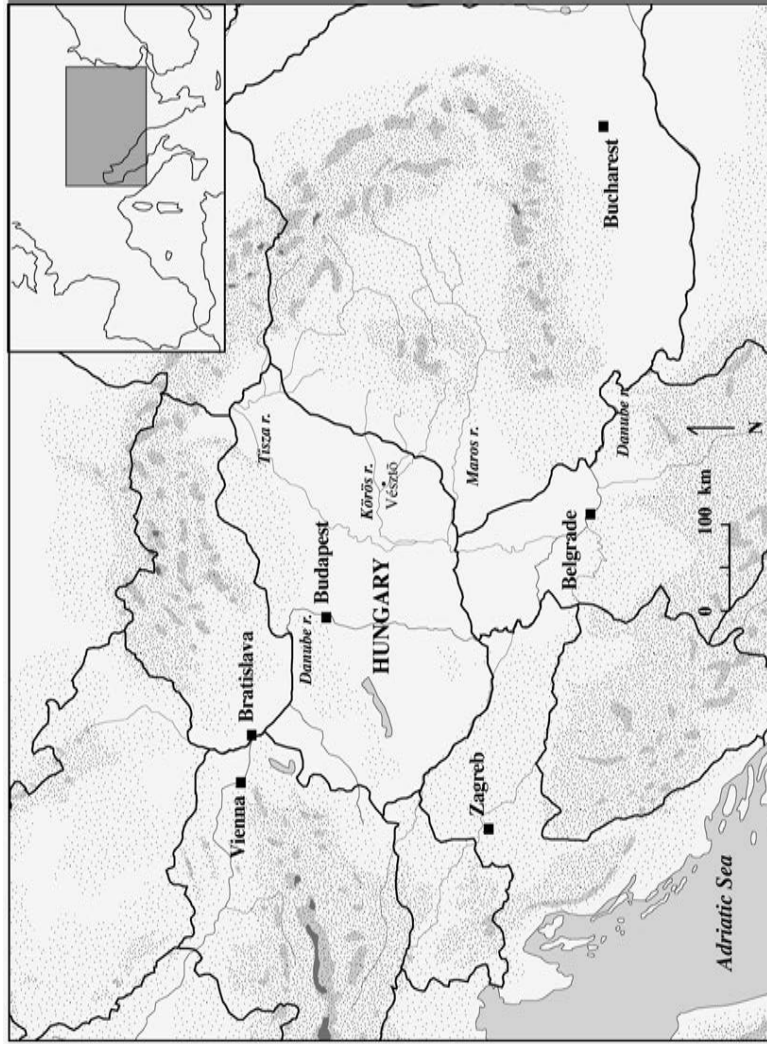 Vienna
Bratislava
Danube r.
Budapest
HUNGARY
Tisza r.
Körös r.
Vésztő
Maros r.
Zagreb
Belgrade
Danube r.
Bucharest
Adriatic Sea
0 100 km
N